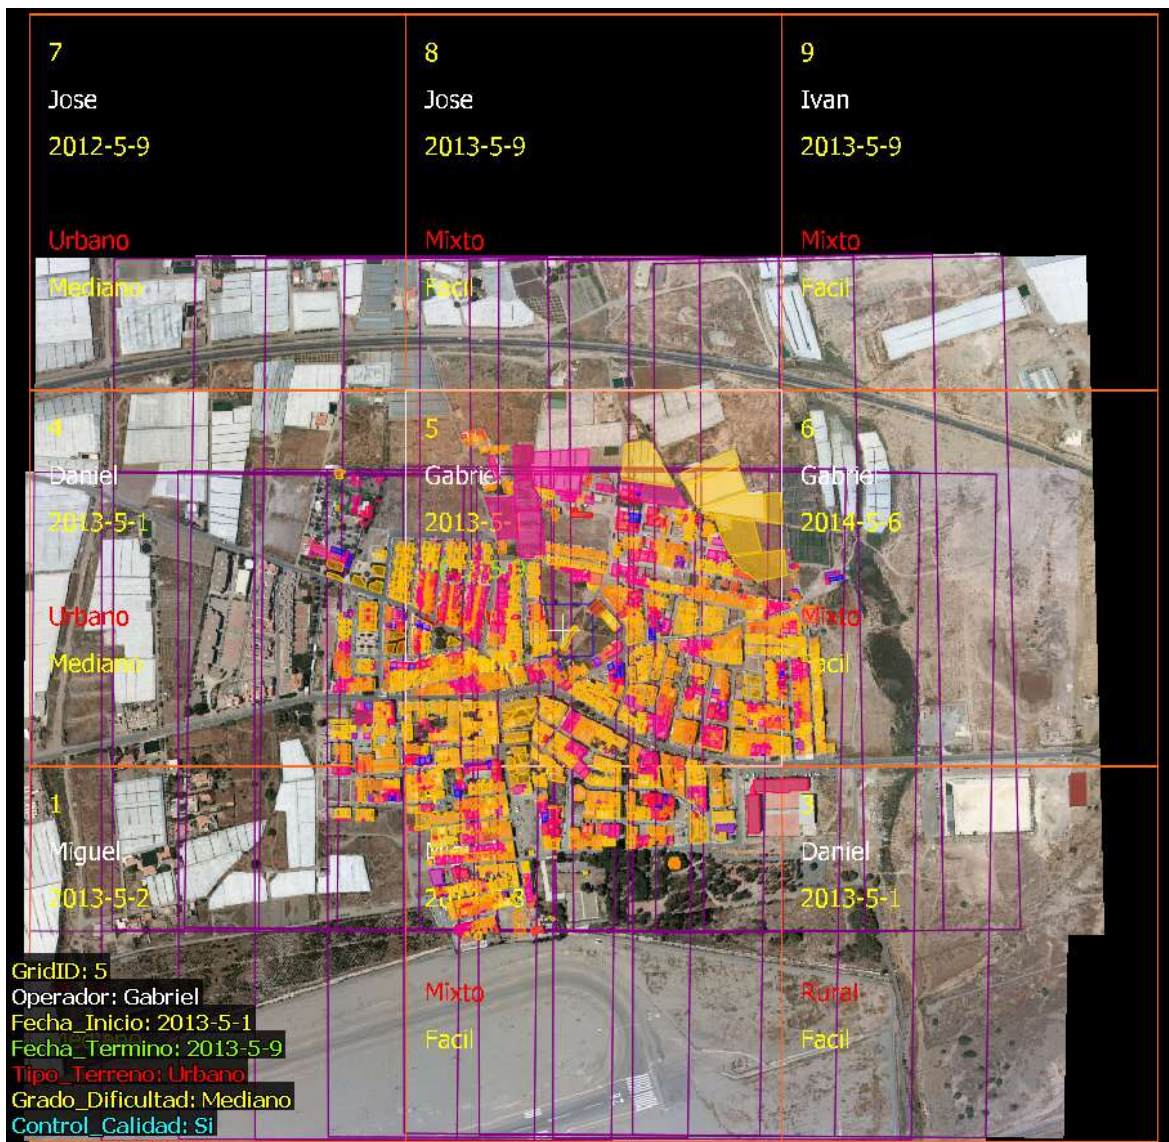 7
Jose
2012-5-9
Urbano
Mediano
8
Jose
2013-5-9
Mixto
Facil
9
Ivan
2013-5-9
Mixto
Facil
4
Daniel
2013-5-1
Urbano
Mediano
5
Gabriel
2013-5-
6
Gabriel
2014-5-6
Mixto
Facil
1
Miguel
2013-5-2
Mixto
Facil
3
Daniel
2013-5-1
Rural
Facil
GridID: 5
Operador: Gabriel
Fecha_Inicio: 2013-5-1
Fecha_Termino: 2013-5-9
Tipo_Terreno: Urbano
Grado_Dificultad: Mediano
Control_Calidad: Si